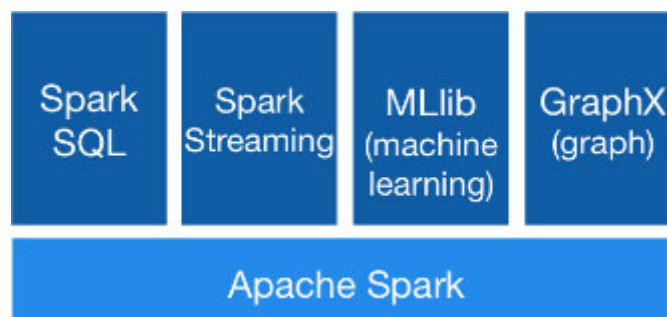 Spark
SQL
Spark
Streaming
MLlib
(machine
learning)
GraphX
(graph)
Apache Spark